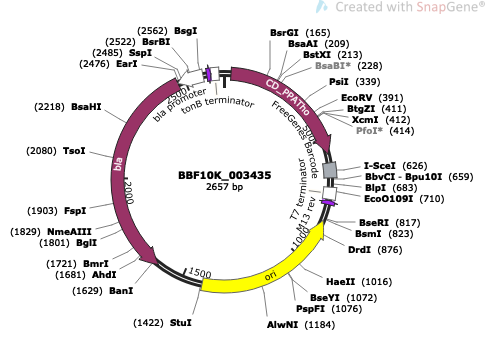 Created with SnapGene®
(2562) BsgI
(2522) BsrBI
(2485) SspI
(2476) EarI
(2218) BsaHI
(2080) TsoI
(1903) FspI
(1829) NmeAIII
(1801) BglI
(1721) BmrI
(1681) AhdI
(1629) BanI
(1422) StuI
BsrGI (165)
BsaAI (209)
BstXI (213)
BsaBI* (228)
PsiI (339)
EcoRV (391)
BtgZI (411)
XcmI (412)
PfoI* (414)
I-SceI (626)
BbvCI - Bpu10I (659)
BlpI (683)
EcoO109I (710)
BseRI (817)
BsmI (823)
DrdI (876)
HaeII (1016)
BseYI (1072)
PspFI (1076)
AlwNI (1184)
CD_PPATho
FreeGenes Barcode
T7 terminator
M13 rev
ori
bla
bla promoter
tonB terminator
500
1000
1500
2000
2500
BBF10K_003435
2657 bp